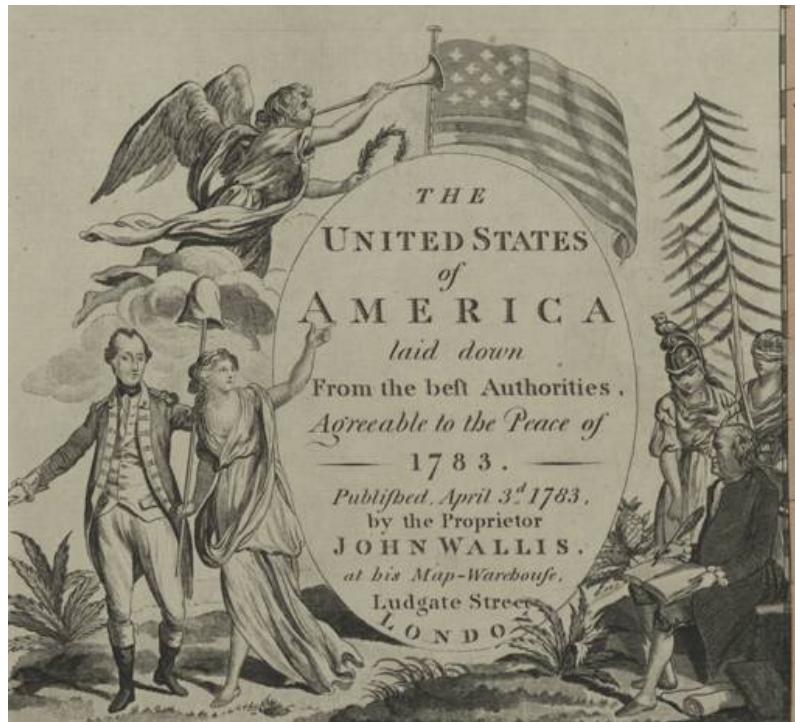 THE
UNITED STATES
of
AMERICA
laid down
From the beſt Authorities,
Agreeable to the Peace of
1783.
Publiſhed, April 3.d 1783,
by the Proprietor
JOHN WALLIS,
at his Map-Warehouſe,
Ludgate Street
LONDON